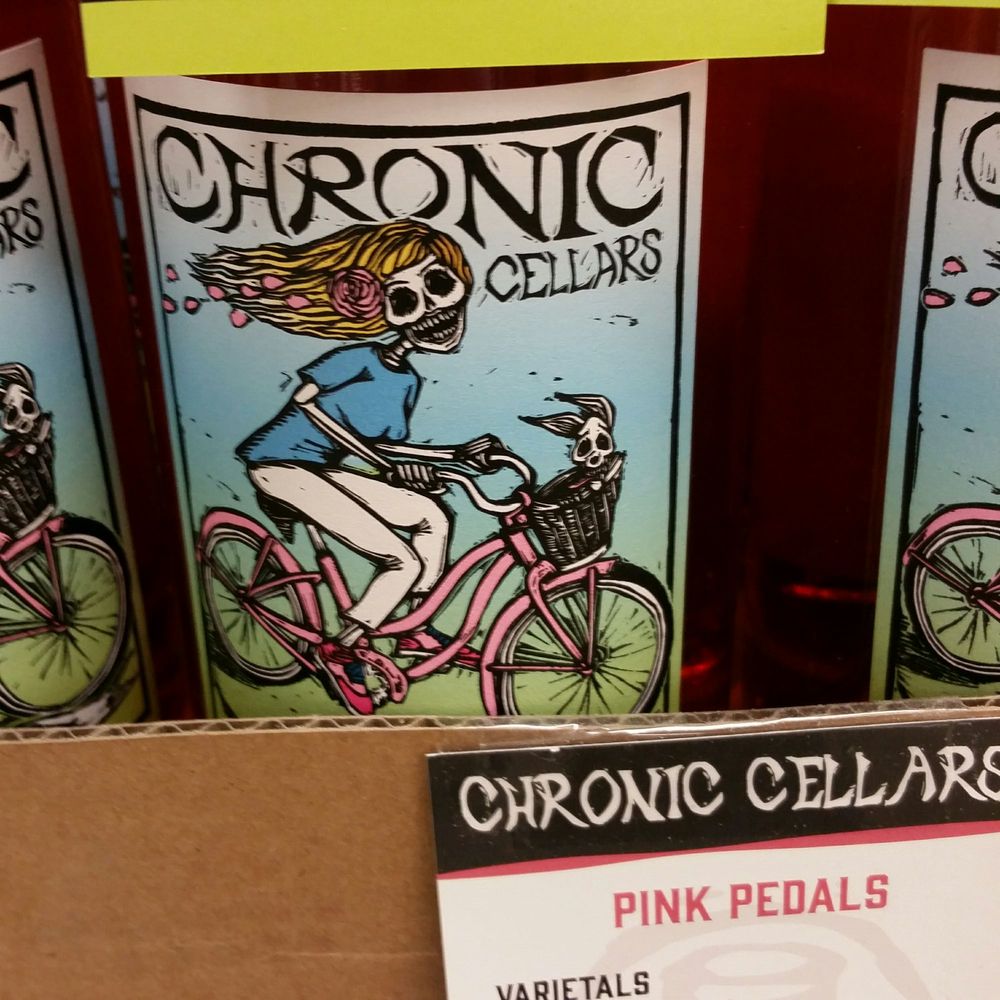 CHRONIC
CELLARS
CHRONIC CELLARS
PINK PEDALS
VARIETALS